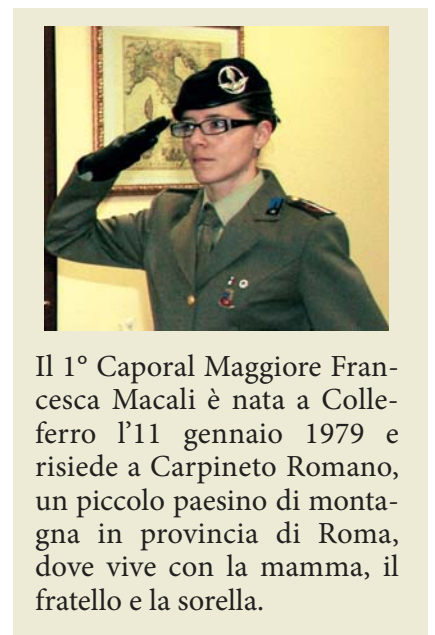 Il 1° Caporal Maggiore Fran-
cesca Macali è nata a Colle-
ferro l'11 gennaio 1979 e
risiede a Carpineto Romano,
un piccolo paesino di monta-
gna in provincia di Roma,
dove vive con la mamma, il
fratello e la sorella.